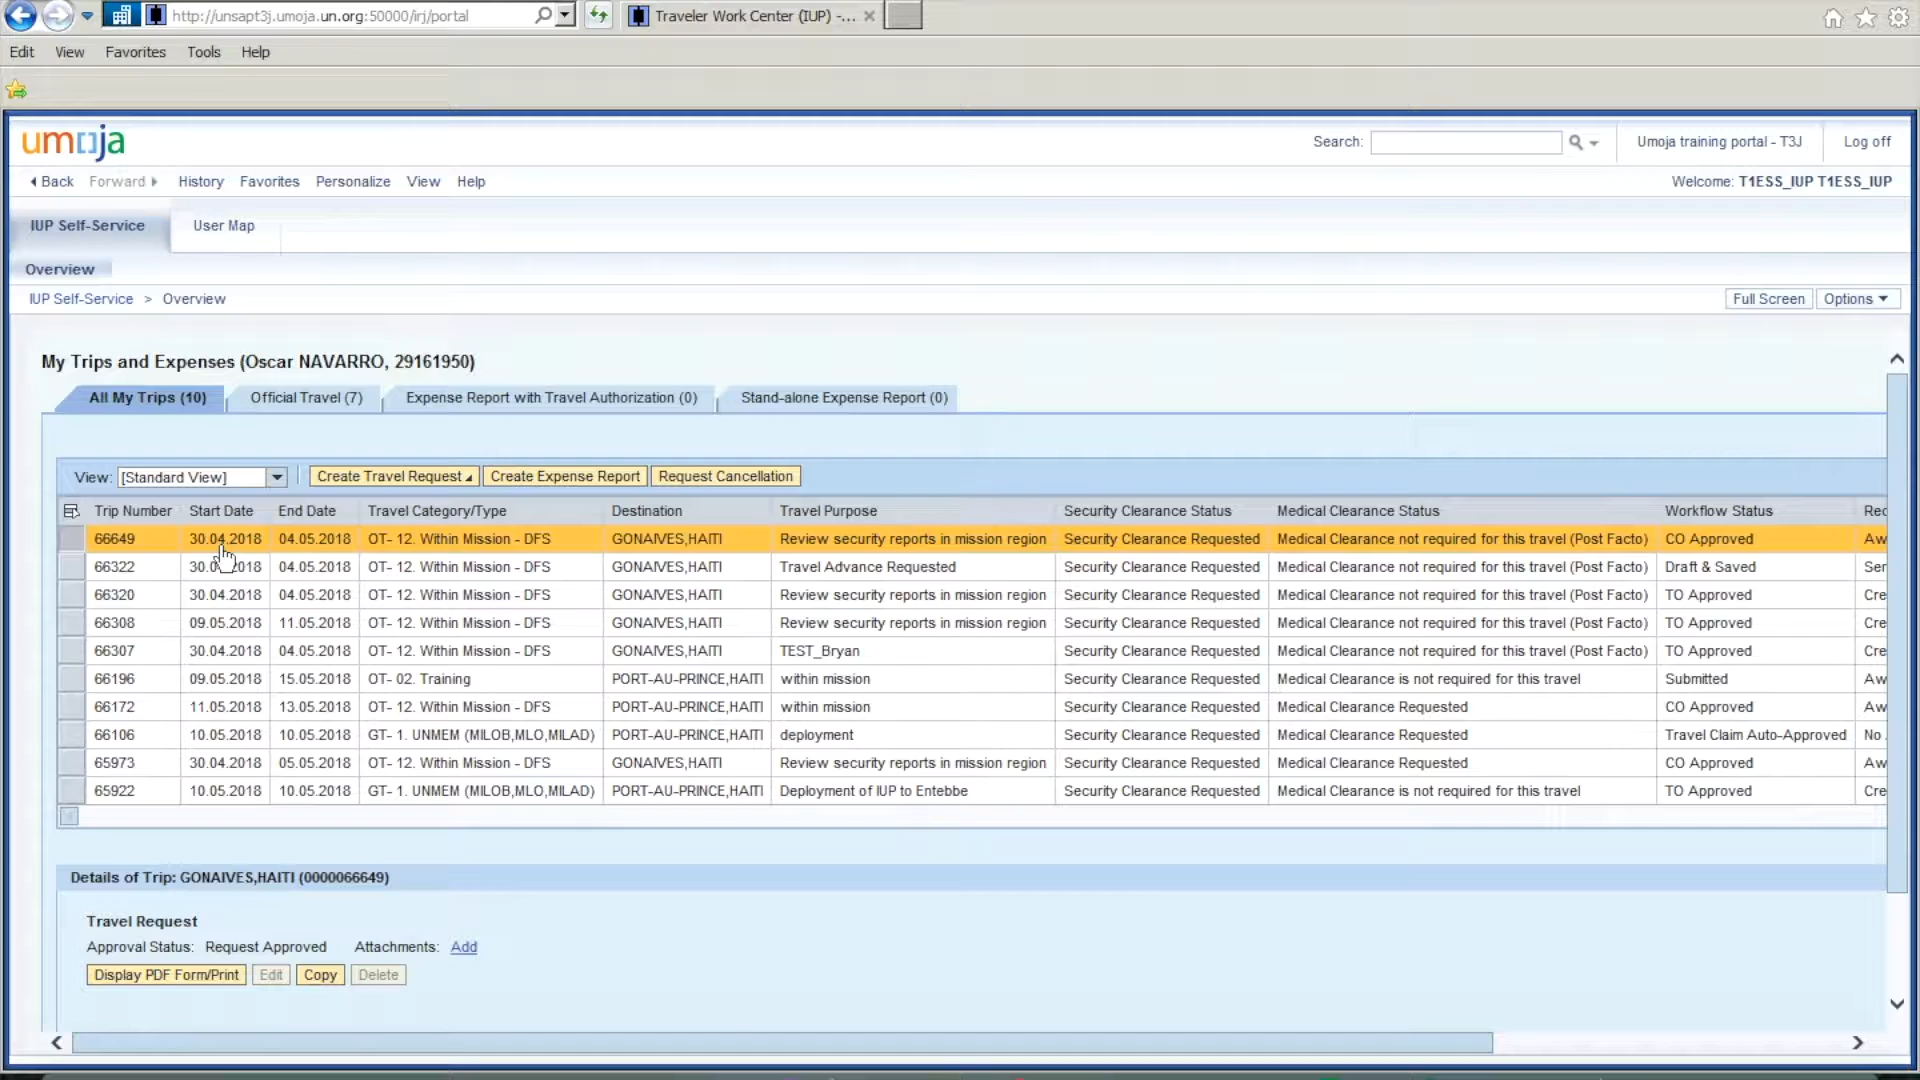 http://unsapt3j.umoja.un.org:50000/irj/portal Traveler Work Center (IUP) -...
Edit View Favorites Tools Help
umoja Search: Umoja training portal - T3J Log off
Back Forward History Favorites Personalize View Help Welcome: T1ESS_IUP T1ESS_IUP
IUP Self-Service User Map
Overview
IUP Self-Service > Overview Full Screen Options
My Trips and Expenses (Oscar NAVARRO, 29161950)
All My Trips (10) Official Travel (7) Expense Report with Travel Authorization (0) Stand-alone Expense Report (0)
View: [Standard View] Create Travel Request Create Expense Report Request Cancellation
Trip Number Start Date End Date Travel Category/Type Destination Travel Purpose Security Clearance Status Medical Clearance Status Workflow Status Rec
66649 30.04.2018 04.05.2018 OT- 12. Within Mission - DFS GONAIVES,HAITI Review security reports in mission region Security Clearance Requested Medical Clearance not required for this travel (Post Facto) CO Approved Aw
66322 04.05.2018 OT- 12. Within Mission - DFS GONAIVES,HAITI Travel Advance Requested Security Clearance Requested Medical Clearance not required for this travel (Post Facto) Draft & Saved Ser
66320 30.04.2018 04.05.2018 OT- 12. Within Mission - DFS GONAIVES,HAITI Review security reports in mission region Security Clearance Requested Medical Clearance not required for this travel (Post Facto) TO Approved Cre
66308 09.05.2018 11.05.2018 OT- 12. Within Mission - DFS GONAIVES,HAITI Review security reports in mission region Security Clearance Requested Medical Clearance not required for this travel (Post Facto) TO Approved Cre
66307 30.04.2018 04.05.2018 OT- 12. Within Mission - DFS GONAIVES,HAITI TEST_Bryan Security Clearance Requested Medical Clearance not required for this travel (Post Facto) TO Approved Cre
66196 09.05.2018 15.05.2018 OT- 02. Training PORT-AU-PRINCE,HAITI within mission Security Clearance Requested Medical Clearance is not required for this travel Submitted Aw
66172 11.05.2018 13.05.2018 OT- 12. Within Mission - DFS PORT-AU-PRINCE,HAITI within mission Security Clearance Requested Medical Clearance Requested CO Approved Aw
66106 10.05.2018 10.05.2018 GT- 1. UNMEM (MILOB,MLO,MILAD) PORT-AU-PRINCE,HAITI deployment Security Clearance Requested Medical Clearance Requested Travel Claim Auto-Approved No
65973 30.04.2018 05.05.2018 OT- 12. Within Mission - DFS GONAIVES,HAITI Review security reports in mission region Security Clearance Requested Medical Clearance Requested CO Approved Aw
65922 10.05.2018 10.05.2018 GT- 1. UNMEM (MILOB,MLO,MILAD) PORT-AU-PRINCE,HAITI Deployment of IUP to Entebbe Security Clearance Requested Medical Clearance is not required for this travel TO Approved Cre
Details of Trip: GONAIVES,HAITI (0000066649)
Travel Request
Approval Status: Request Approved Attachments: Add
Display PDF Form/Print Edit Copy Delete